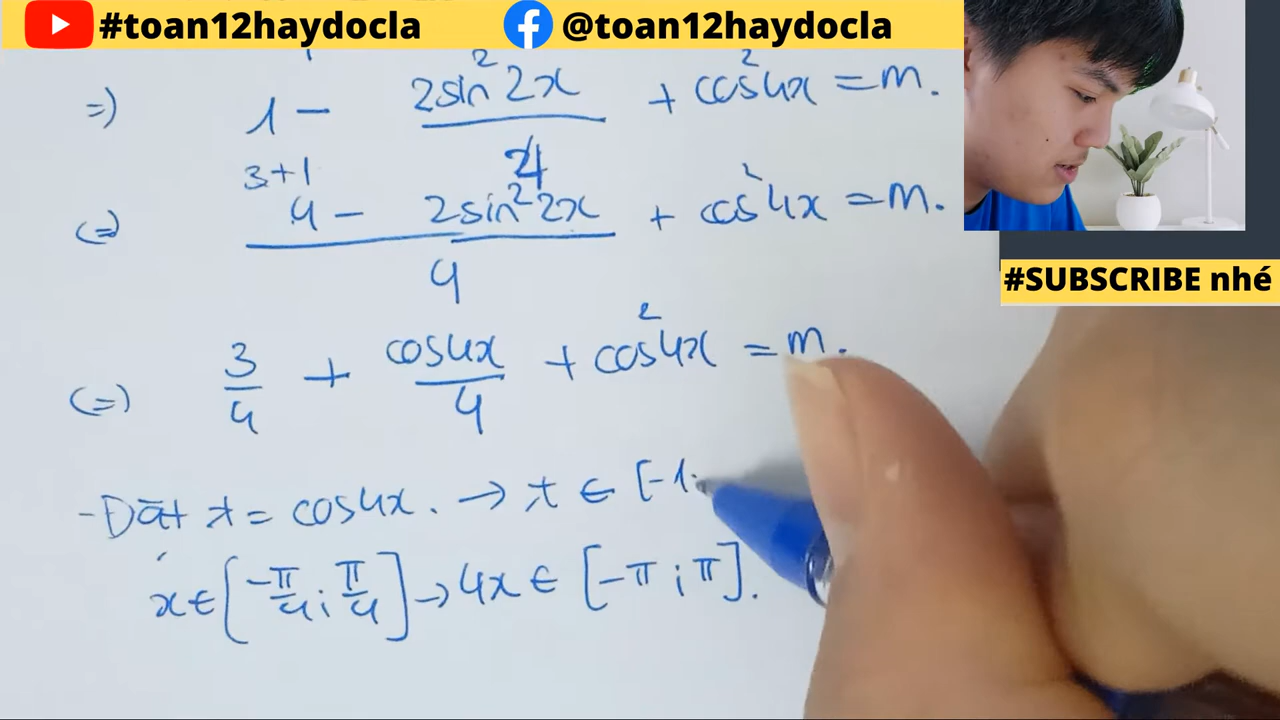 #toan12haydocla @toan12haydocla
=) 1 - 2sin²2x / 4 + cos²4x = m.
3+1
(=) 4 - 2sin²2x / 4 + cos²4x = m.
#SUBSCRIBE nhé
(=) 3/4 + cos4x/4 + cos²4x = m.
- Đặt t = cos4x. → t ∈ [-1;
x ∈ [-π/4; π/4] → 4x ∈ [-π; π].